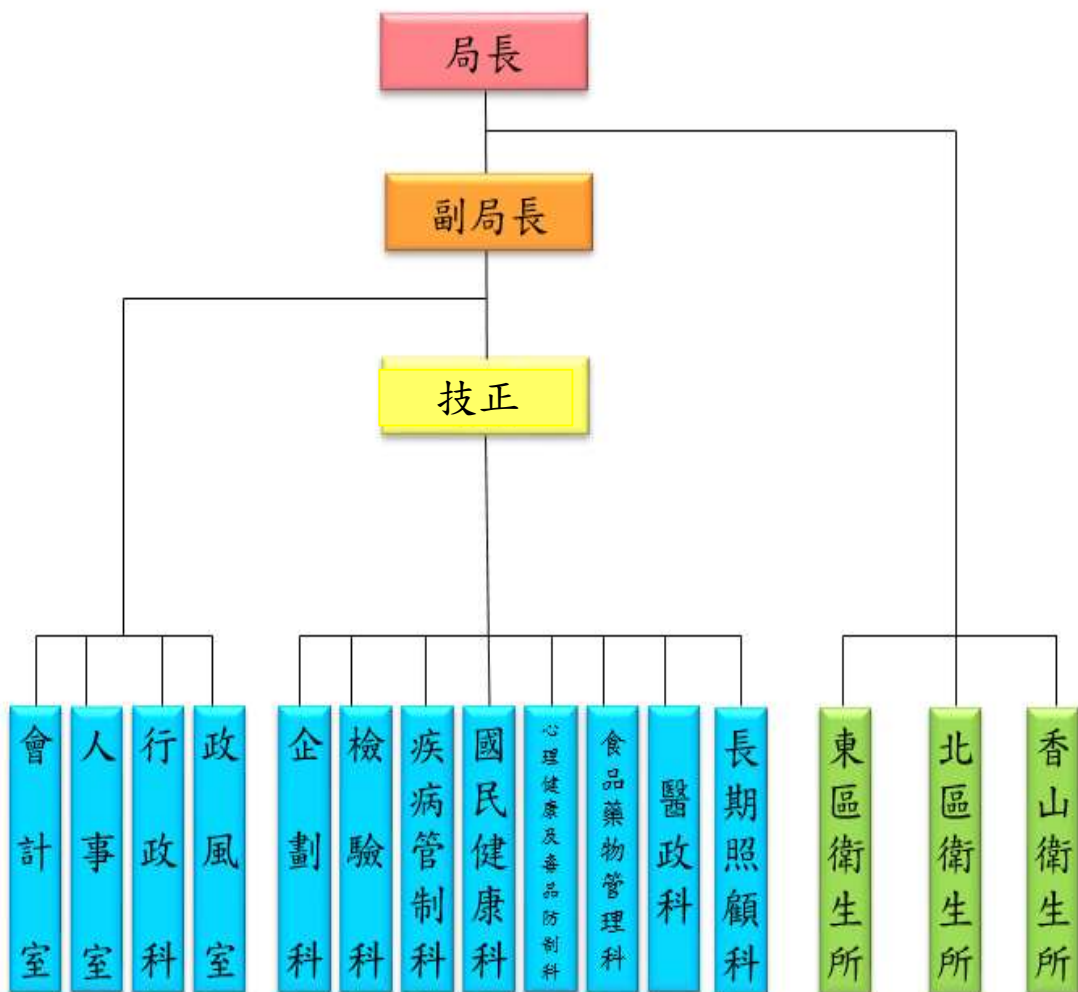 局長
副局長
技正
會計室
人事室
行政科
政風室
企劃科
檢驗科
疾病管制科
國民健康科
心理健康及毒品防制科
食品藥物管理科
醫政科
長期照顧科
東區衛生所
北區衛生所
香山衛生所